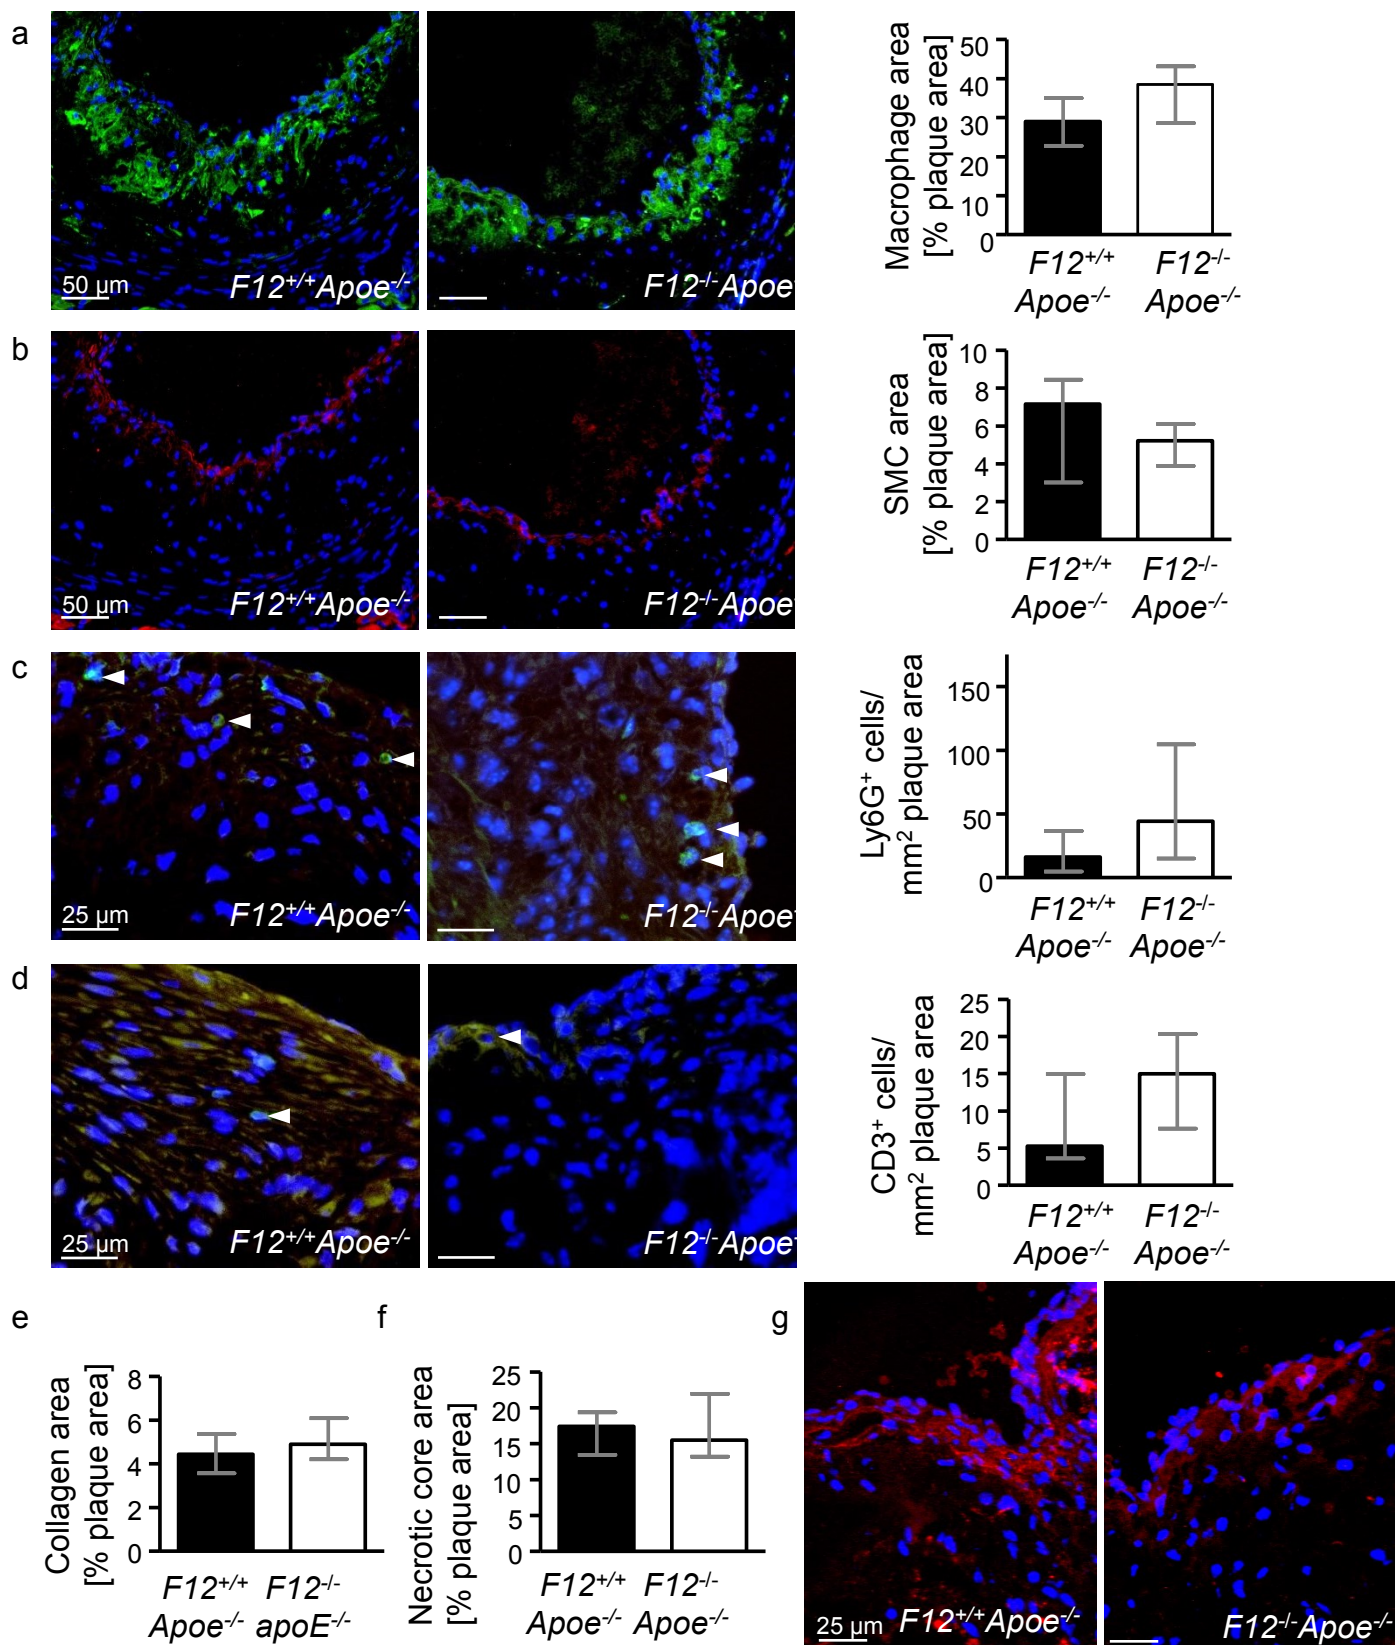 a
50 µm
F12+/+Apoe-/-
F12-/-Apoe-
Macrophage area
[% plaque area]
50
40
30
20
10
0
F12+/+ F12-/-
Apoe-/- Apoe-/-
b
50 µm
F12+/+Apoe-/-
F12-/-Apoe-
SMC area
[% plaque area]
10
8
6
4
2
0
F12+/+ F12-/-
Apoe-/- Apoe-/-
c
25 µm
F12+/+Apoe-/-
F12-/-Apoe-
Ly6G+ cells/
mm2 plaque area
150
100
50
0
F12+/+ F12-/-
Apoe-/- Apoe-/-
d
25 µm
F12+/+Apoe-/-
F12-/-Apoe-
CD3+ cells/
mm2 plaque area
25
20
15
10
5
0
F12+/+ F12-/-
Apoe-/- Apoe-/-
e
Collagen area
[% plaque area]
8
6
4
2
0
F12+/+ F12-/-
Apoe-/- apoE-/-
f
Necrotic core area
[% plaque area]
25
20
15
10
5
0
F12+/+ F12-/-
Apoe-/- Apoe-/-
g
25 µm
F12+/+Apoe-/-
F12-/-Apoe-/-